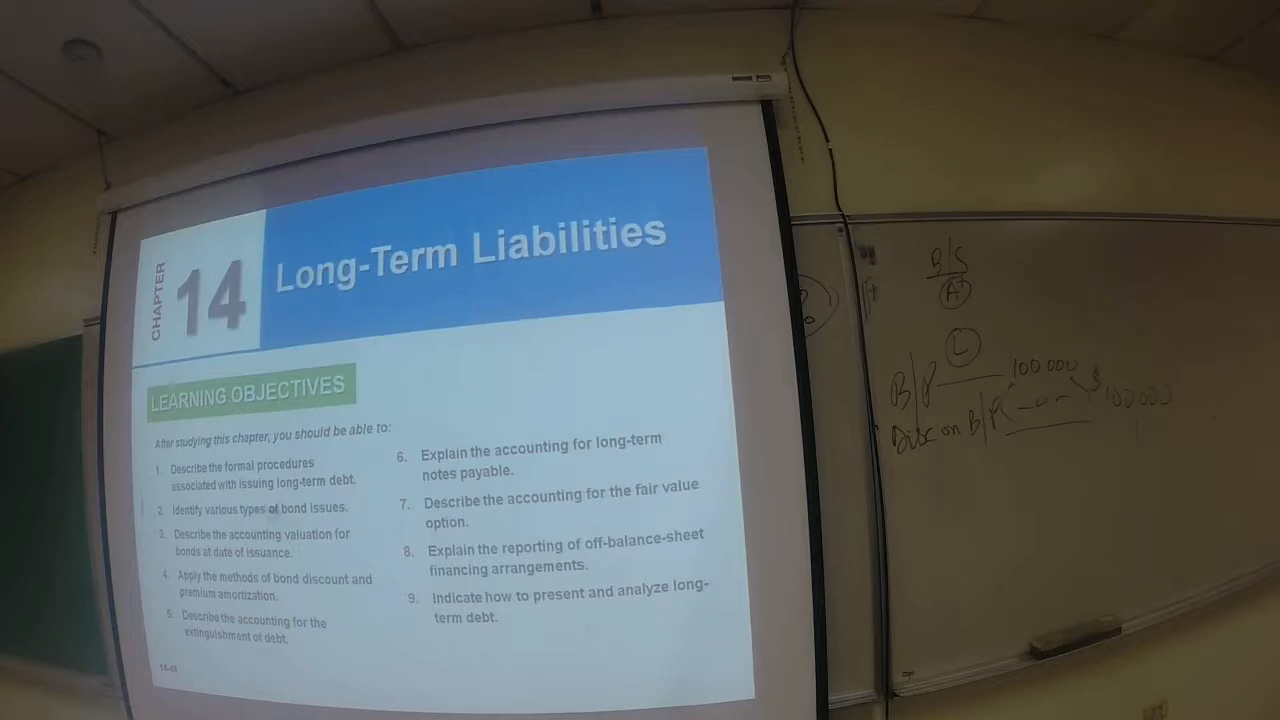 CHAPTER 14
Long-Term Liabilities
LEARNING OBJECTIVES
After studying this chapter, you should be able to:
1. Describe the formal procedures
associated with issuing long-term debt.
2. Identify various types of bond issues.
3. Describe the accounting valuation for
bonds at date of issuance.
4. Apply the methods of bond discount and
premium amortization.
5. Describe the accounting for the
extinguishment of debt.
6. Explain the accounting for long-term
notes payable.
7. Describe the accounting for the fair value
option.
8. Explain the reporting of off-balance-sheet
financing arrangements.
9. Indicate how to present and analyze long-
term debt.
14-46
B/S
A
L
B/P 100 000
Disc on B/P -0- $ 100000